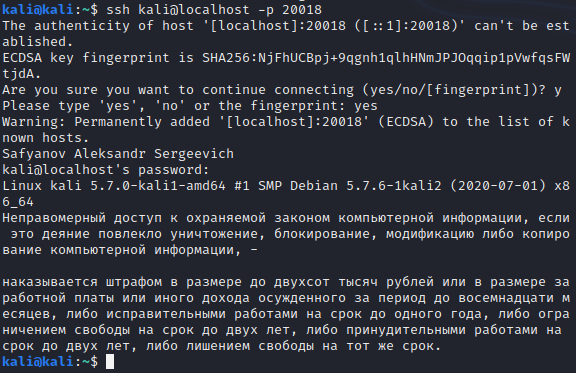 kali@kali:~$ ssh kali@localhost -p 20018
The authenticity of host '[localhost]:20018 ([::1]:20018)' can't be est
ablished.
ECDSA key fingerprint is SHA256:NjFhUCBpj+9qgnh1qlhHNmJPJOqqip1pVwfqsFW
tjdA.
Are you sure you want to continue connecting (yes/no/[fingerprint])? y
Please type 'yes', 'no' or the fingerprint: yes
Warning: Permanently added '[localhost]:20018' (ECDSA) to the list of k
nown hosts.
Safyanov Aleksandr Sergeevich
kali@localhost's password:
Linux kali 5.7.0-kali1-amd64 #1 SMP Debian 5.7.6-1kali2 (2020-07-01) x8
6_64
Неправомерный доступ к охраняемой законом компьютерной информации, если
это деяние повлекло уничтожение, блокирование, модификацию либо копиро
вание компьютерной информации, -
наказывается штрафом в размере до двухсот тысяч рублей или в размере за
работной платы или иного дохода осужденного за период до восемнадцати м
есяцев, либо исправительными работами на срок до одного года, либо огра
ничением свободы на срок до двух лет, либо принудительными работами на
срок до двух лет, либо лишением свободы на тот же срок.
kali@kali:~$